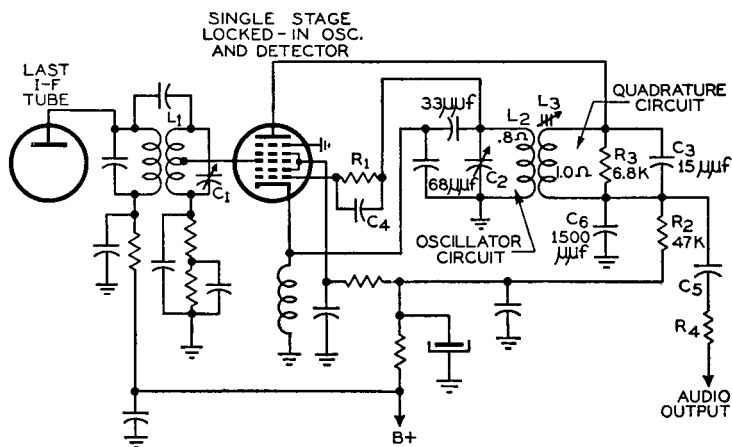 SINGLE STAGE
LOCKED-IN OSC.
AND DETECTOR
LAST
I-F
TUBE
L1
C1
R1
C4
33µµf
68µµf
C2
L2
.8Ω
L3
QUADRATURE
CIRCUIT
1.0Ω
R3
6.8K
C3
15µµf
OSCILLATOR
CIRCUIT
C6
1500
µµf
R2
47K
C5
R4
AUDIO
OUTPUT
B+